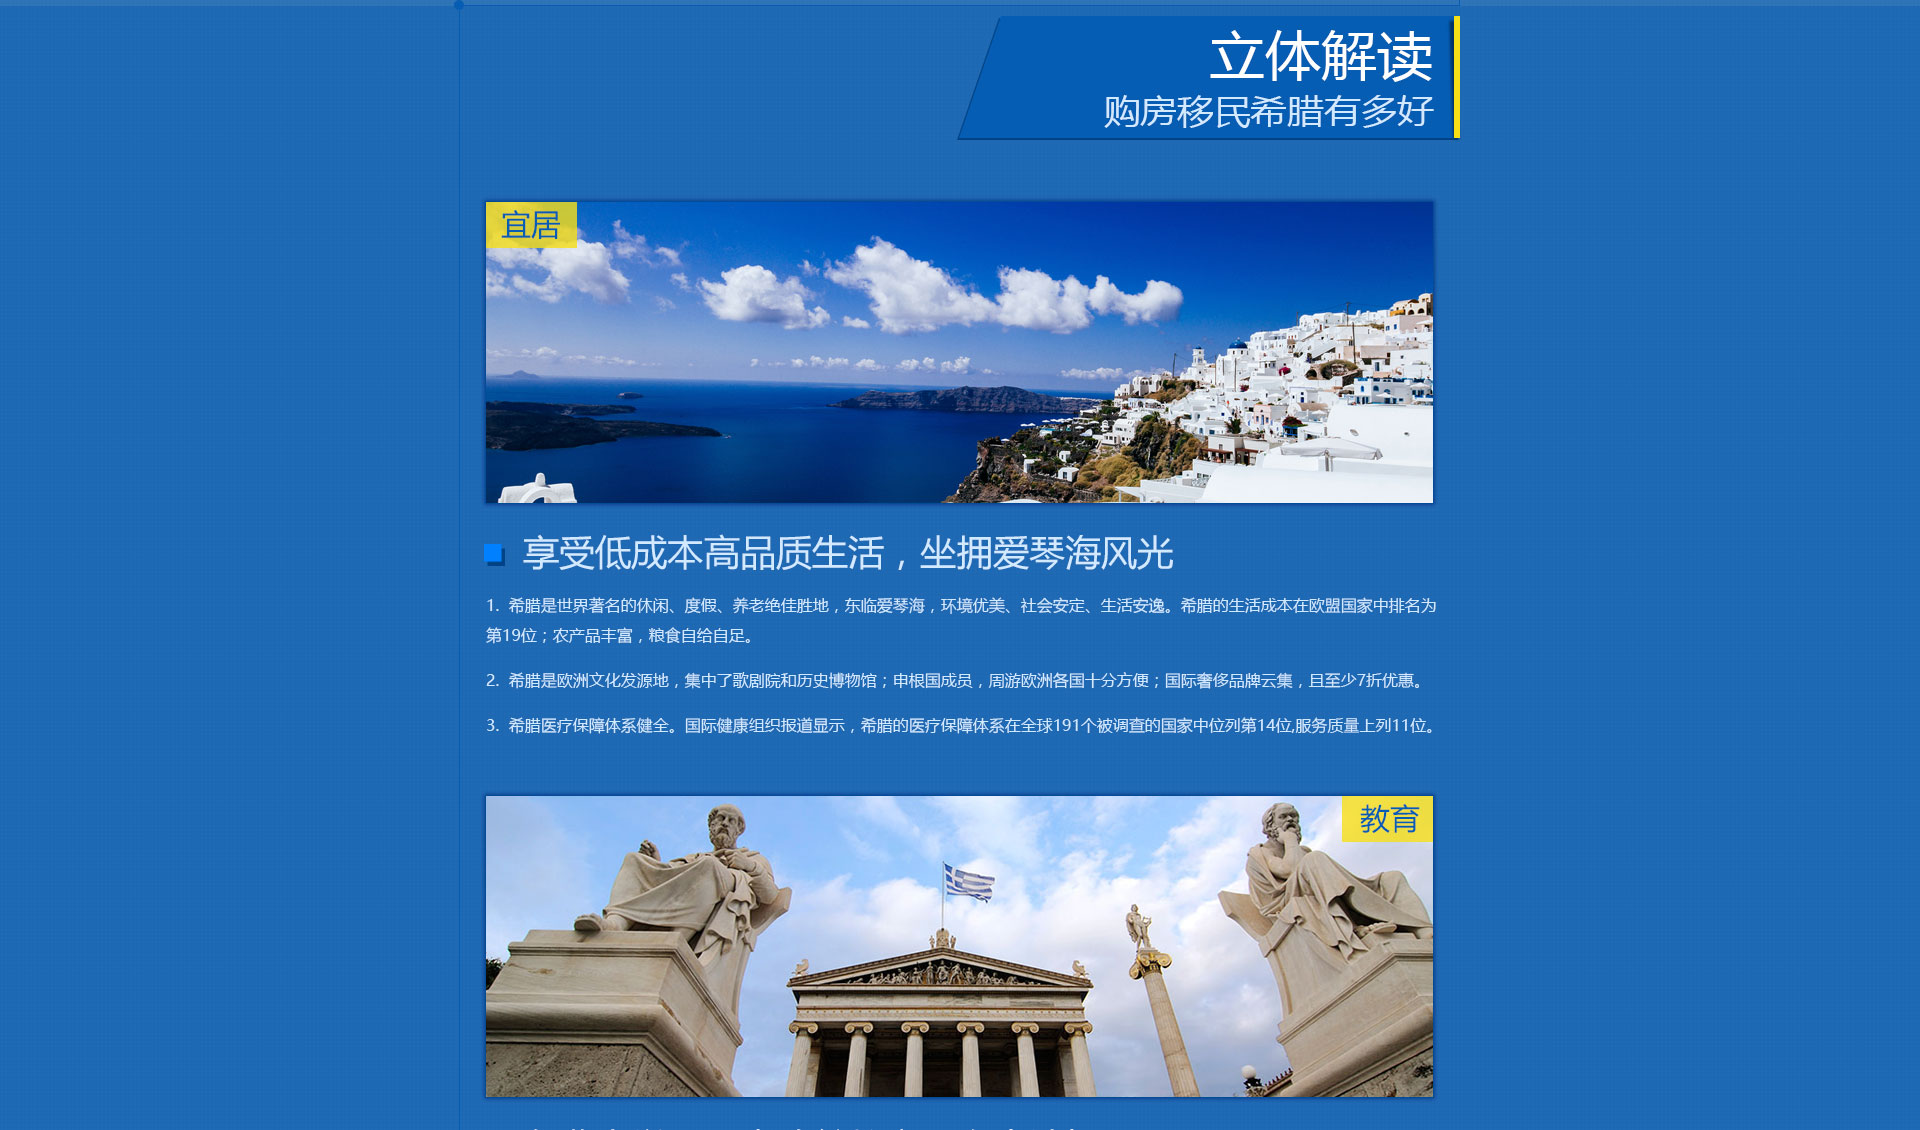 立体解读
购房移民希腊有多好
宜居
享受低成本高品质生活，坐拥爱琴海风光
1. 希腊是世界著名的休闲、度假、养老绝佳胜地，东临爱琴海，环境优美、社会安定、生活安逸。希腊的生活成本在欧盟国家中排名为
第19位；农产品丰富，粮食自给自足。
2. 希腊是欧洲文化发源地，集中了歌剧院和历史博物馆；申根国成员，周游欧洲各国十分方便；国际奢侈品牌云集，且至少7折优惠。
3. 希腊医疗保障体系健全。国际健康组织报道显示，希腊的医疗保障体系在全球191个被调查的国家中位列第14位,服务质量上列11位。
教育